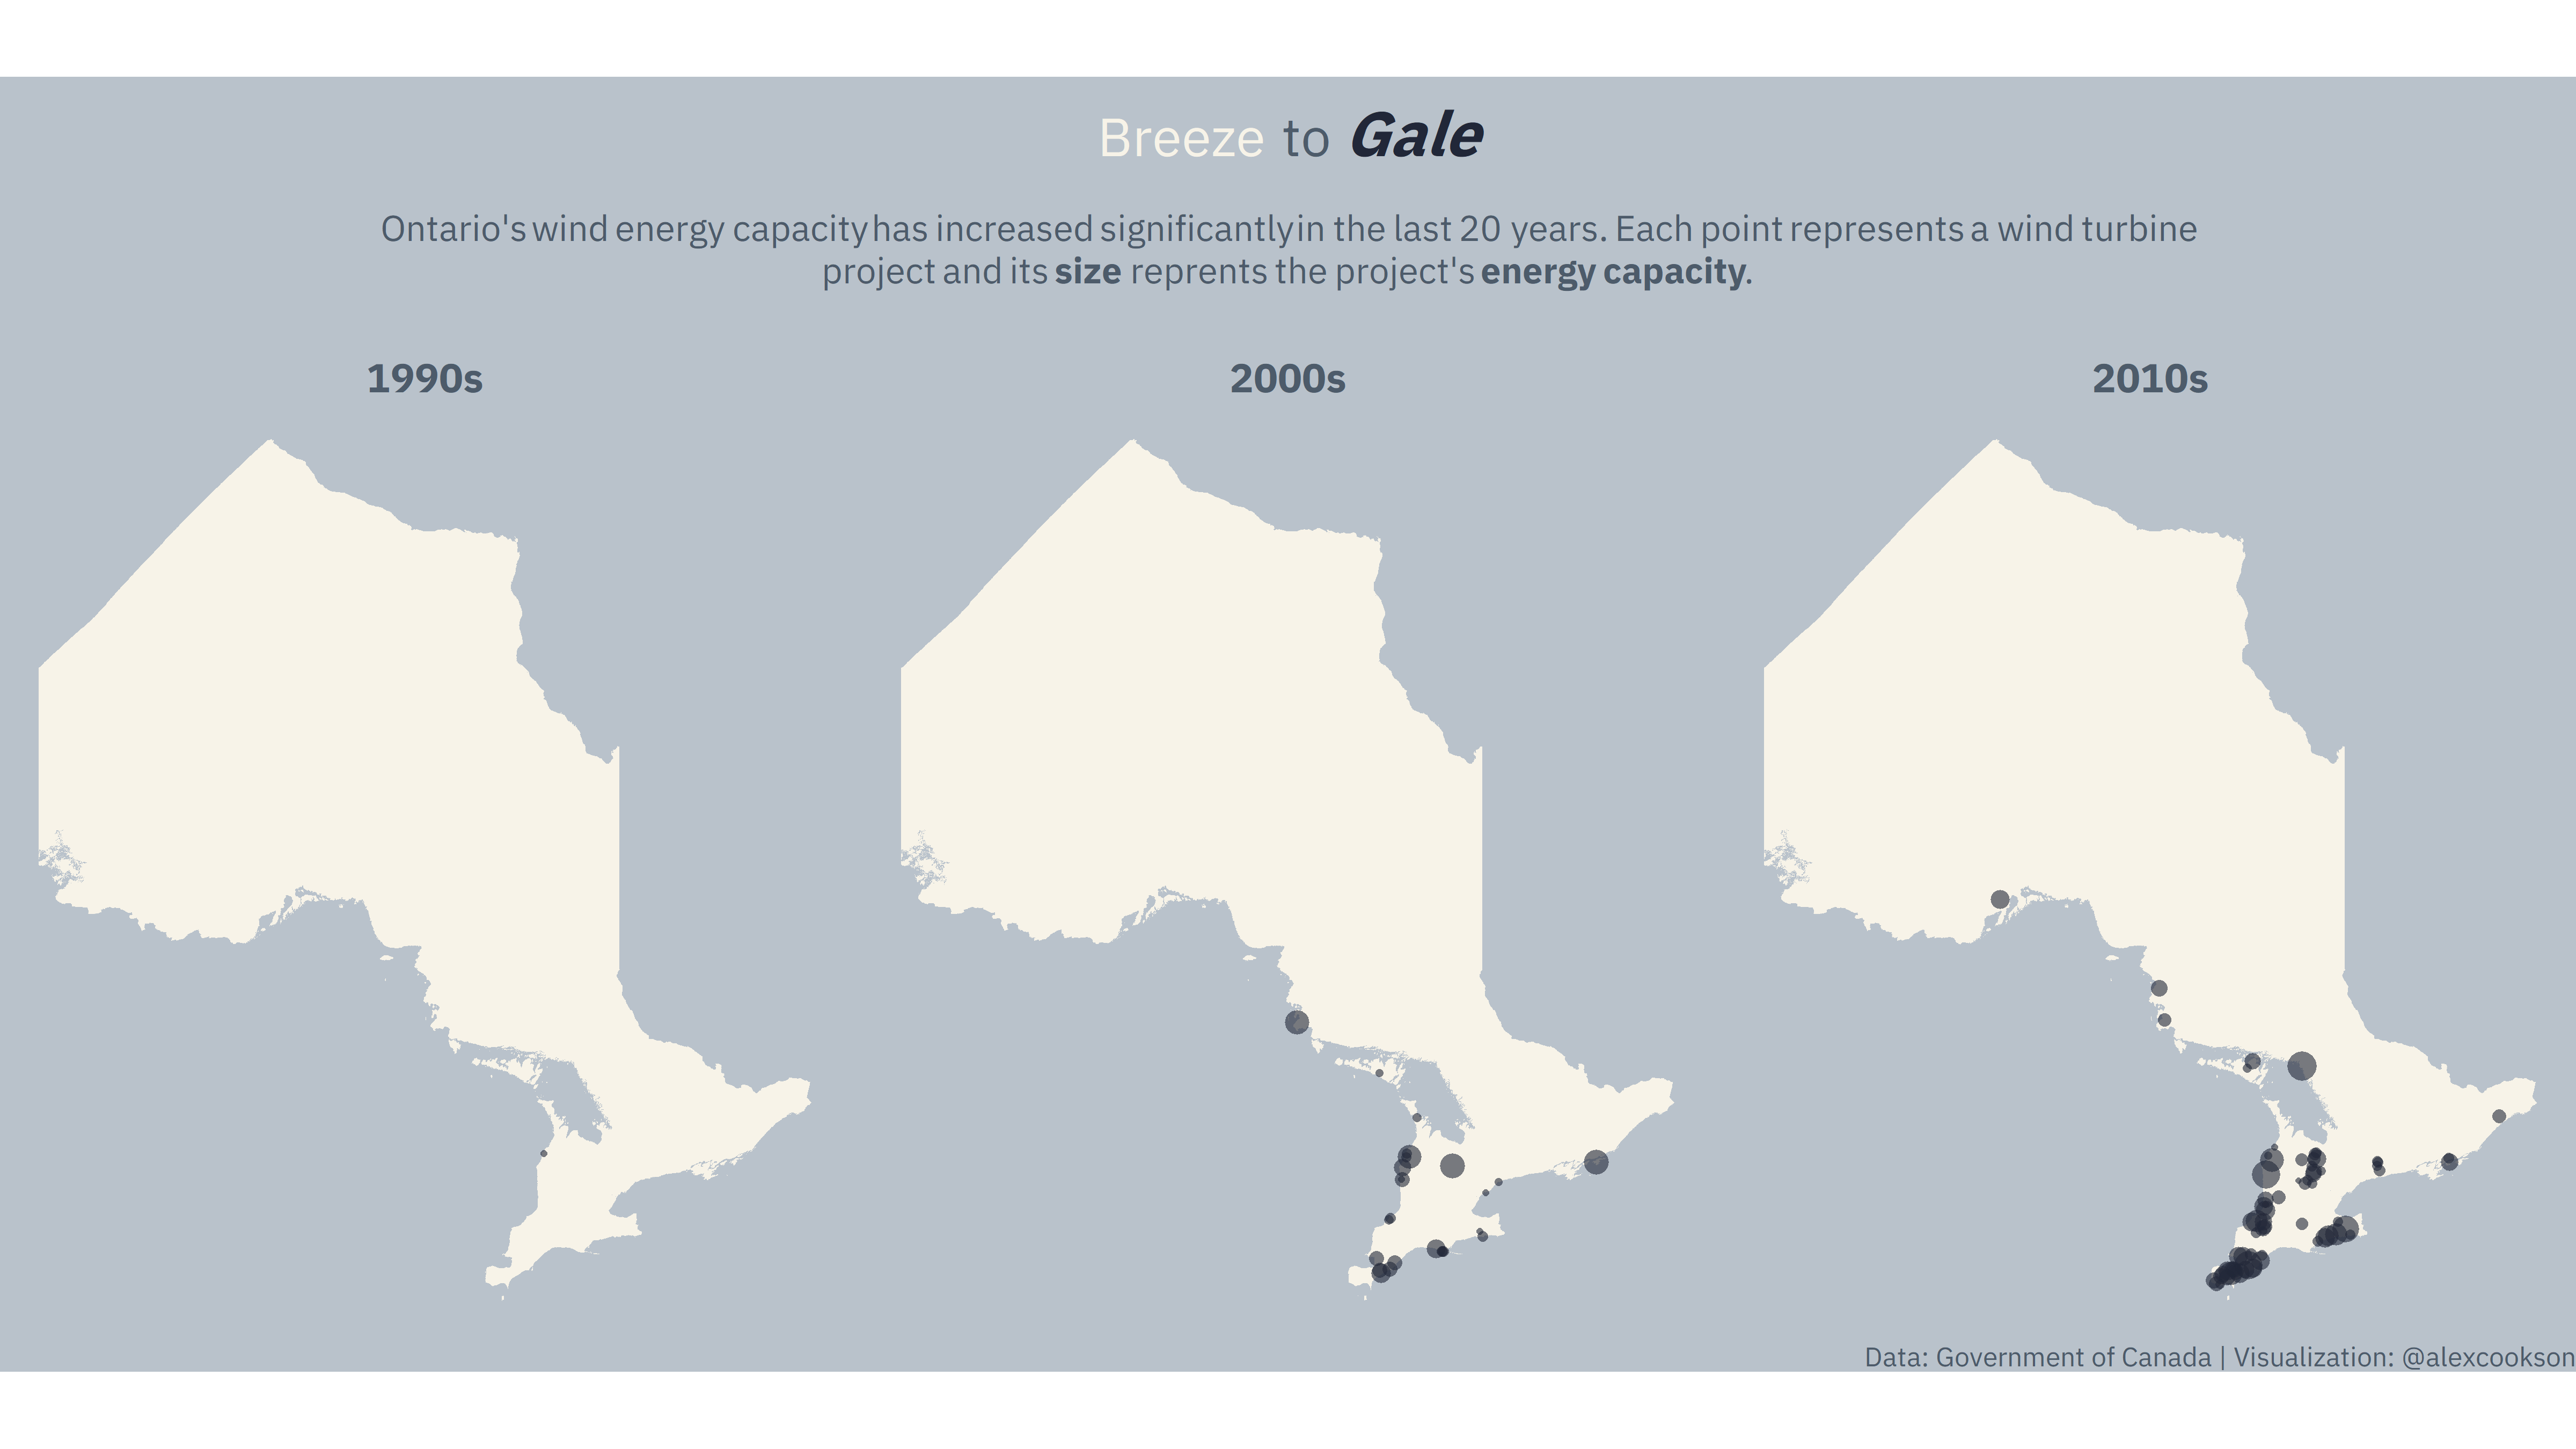 Breeze to Gale
Ontario's wind energy capacity has increased significantly in the last 20 years. Each point represents a wind turbine
project and its size reprents the project's energy capacity.
1990s
2000s
2010s
Data: Government of Canada | Visualization: @alexcookson